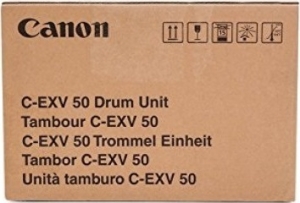 Canon
C-EXV 50 Drum Unit
Tambour C-EXV 50
C-EXV 50 Trommel Einheit
Tambor C-EXV 50
Unità tamburo C-EXV 50